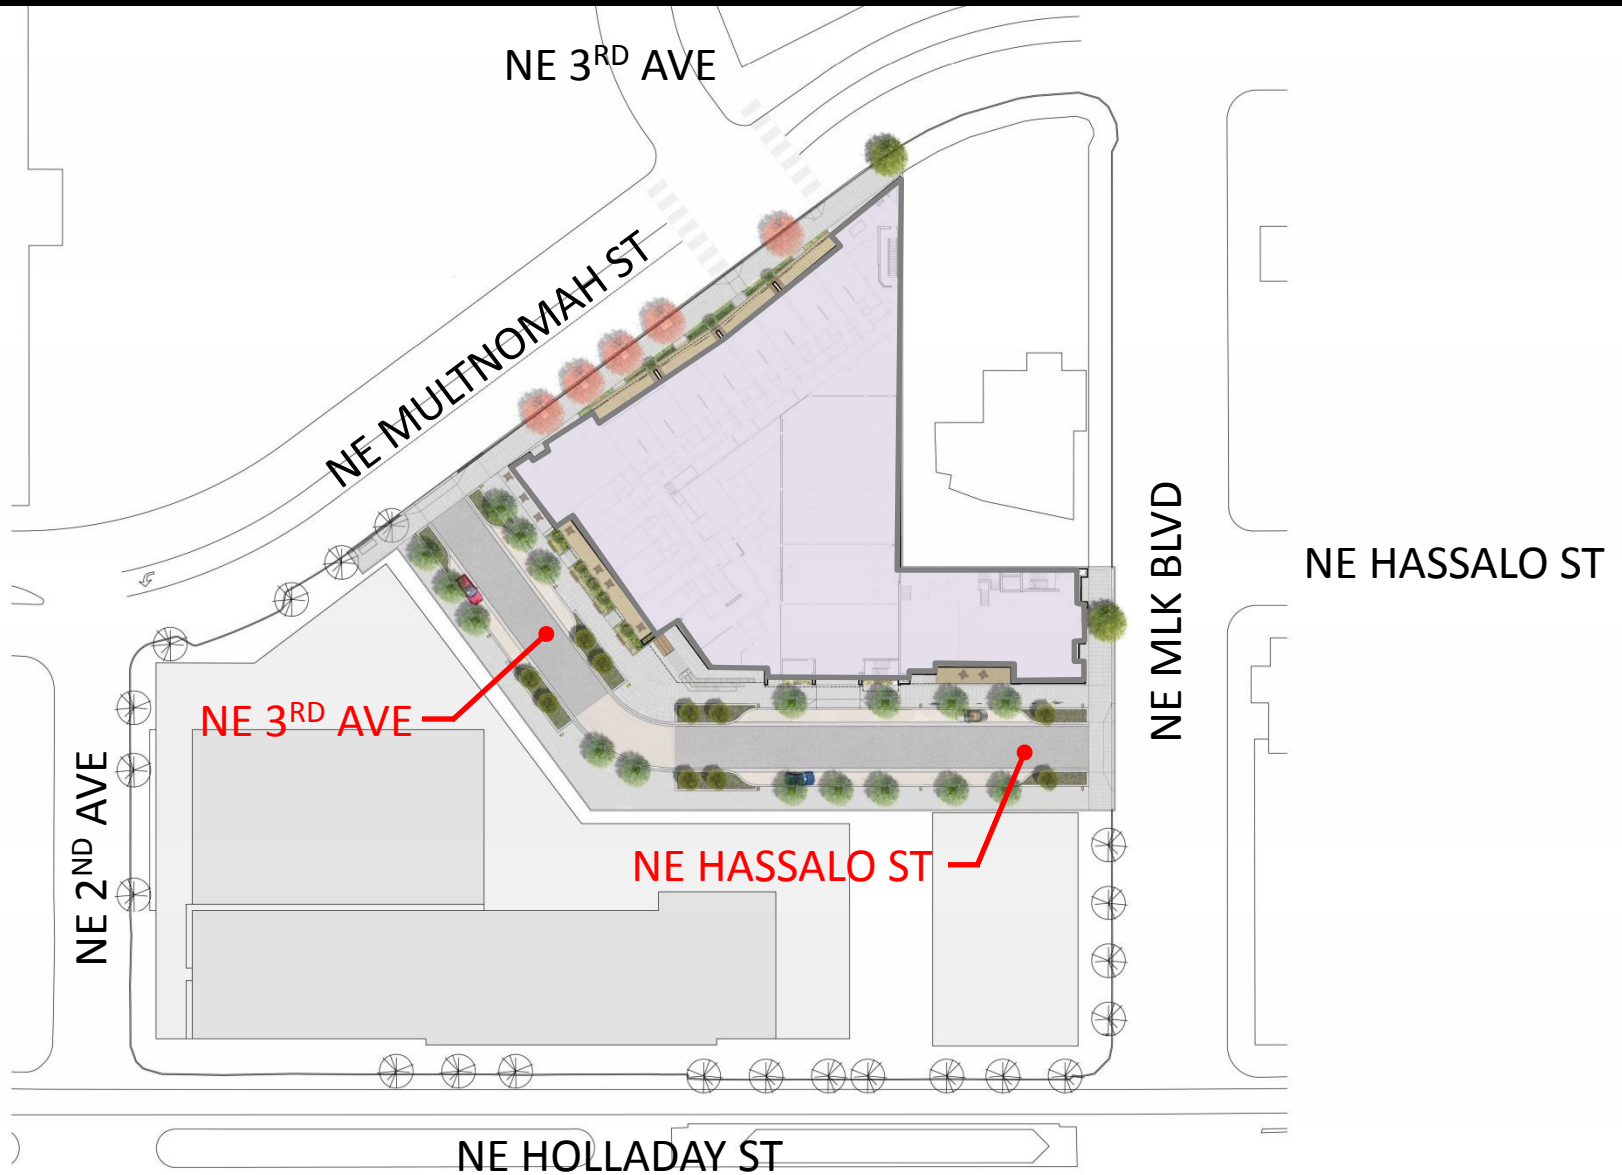 NE 3RD AVE
NE MULTNOMAH ST
NE MLK BLVD
NE HASSALO ST
NE 3RD AVE
NE 2ND AVE
NE HASSALO ST
NE HOLLADAY ST